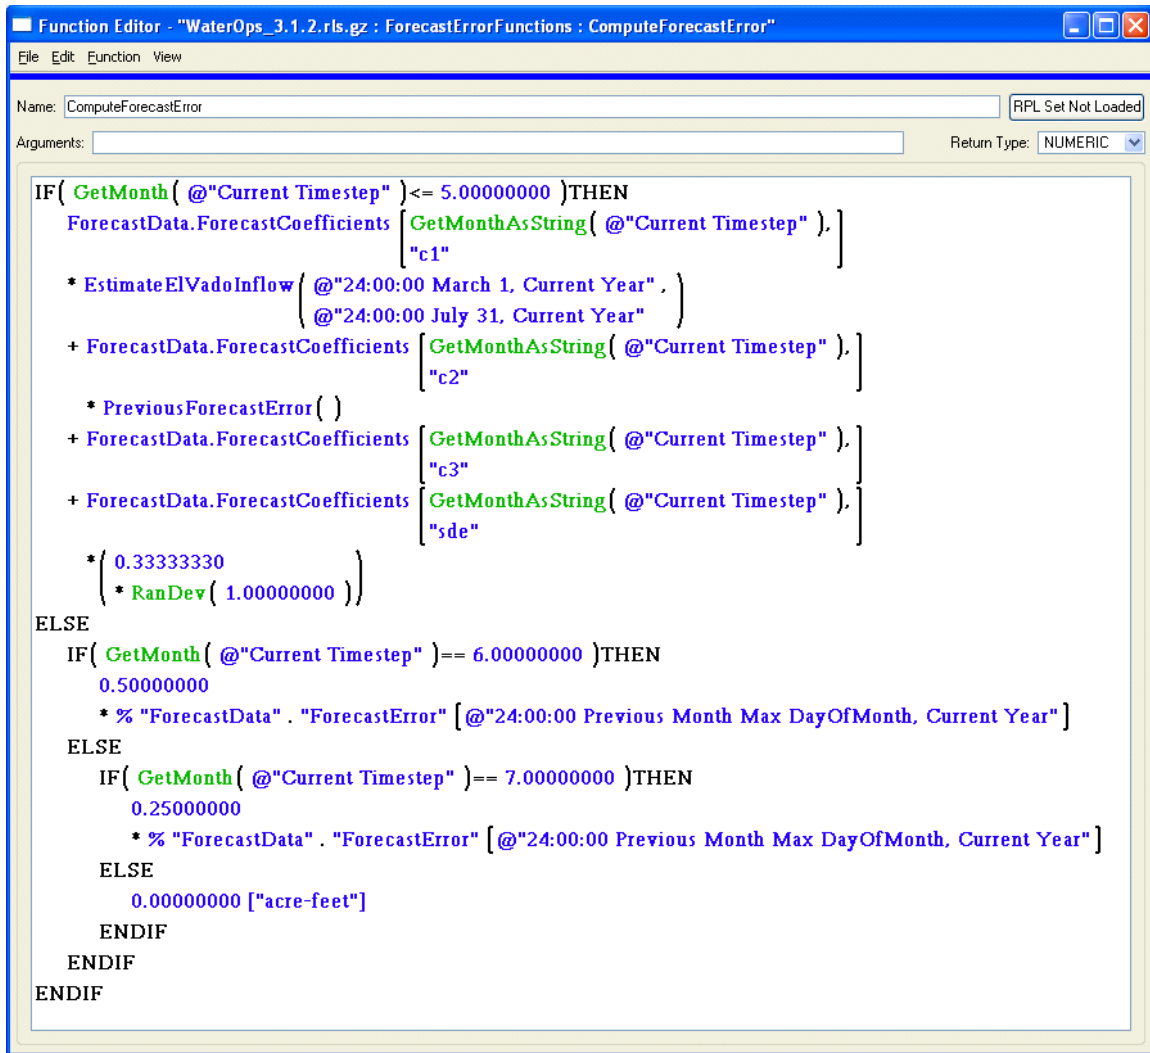 Function Editor - "WaterOps_3.1.2.rls.gz : ForecastErrorFunctions : ComputeForecastError"
File Edit Function View
Name: ComputeForecastError RPL Set Not Loaded
Arguments: Return Type: NUMERIC
IF( GetMonth( @"Current Timestep" )<= 5.00000000 )THEN
ForecastData.ForecastCoefficients [GetMonthAsString( @"Current Timestep" ),
"c1" ]
* EstimateElVadoInflow( @"24:00:00 March 1, Current Year" ,
@"24:00:00 July 31, Current Year" )
+ ForecastData.ForecastCoefficients [GetMonthAsString( @"Current Timestep" ),
"c2" ]
* PreviousForecastError( )
+ ForecastData.ForecastCoefficients [GetMonthAsString( @"Current Timestep" ),
"c3" ]
+ ForecastData.ForecastCoefficients [GetMonthAsString( @"Current Timestep" ),
"sde" ]
*( 0.33333330
* RanDev( 1.00000000 ))
ELSE
IF( GetMonth( @"Current Timestep" )== 6.00000000 )THEN
0.50000000
* % "ForecastData" . "ForecastError" [@"24:00:00 Previous Month Max DayOfMonth, Current Year"]
ELSE
IF( GetMonth( @"Current Timestep" )== 7.00000000 )THEN
0.25000000
* % "ForecastData" . "ForecastError" [@"24:00:00 Previous Month Max DayOfMonth, Current Year"]
ELSE
0.00000000 ["acre-feet"]
ENDIF
ENDIF
ENDIF